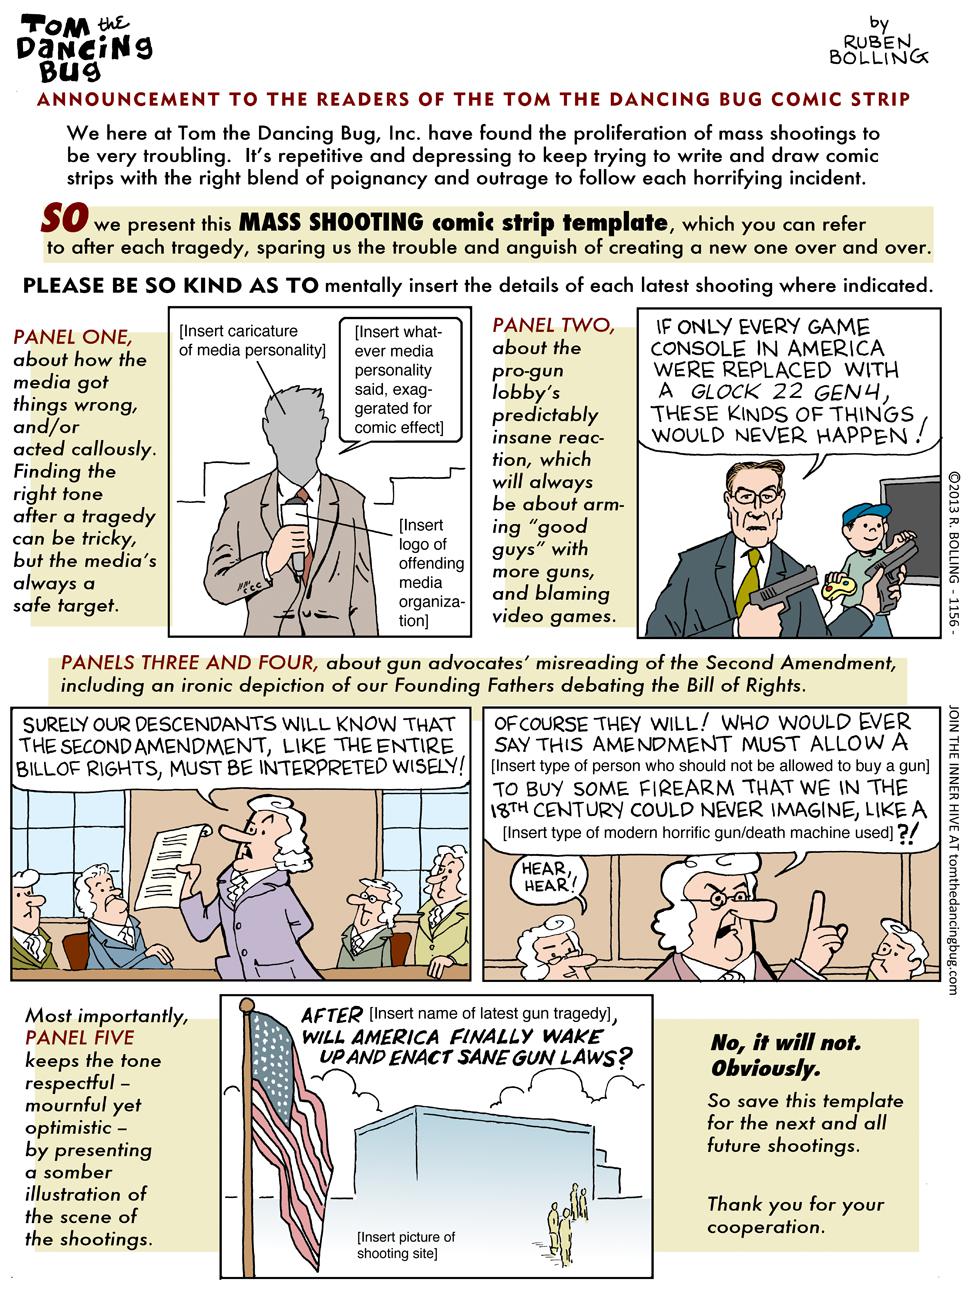 TOM the
DANCING
BUG
by
RUBEN
BOLLING
ANNOUNCEMENT TO THE READERS OF THE TOM THE DANCING BUG COMIC STRIP
We here at Tom the Dancing Bug, Inc. have found the proliferation of mass shootings to
be very troubling. It's repetitive and depressing to keep trying to write and draw comic
strips with the right blend of poignancy and outrage to follow each horrifying incident.
SO we present this MASS SHOOTING comic strip template, which you can refer
to after each tragedy, sparing us the trouble and anguish of creating a new one over and over.
PLEASE BE SO KIND AS TO mentally insert the details of each latest shooting where indicated.
PANEL ONE,
about how the
media got
things wrong,
and/or
acted callously.
Finding the
right tone
after a tragedy
can be tricky,
but the media's
always a
safe target.
[Insert caricature
of media personality]
[Insert what-
ever media
personality
said, exag-
gerated for
comic effect]
[Insert
logo of
offending
media
organiza-
tion]
PANEL TWO,
about the
pro-gun
lobby's
predictably
insane reac-
tion, which
will always
be about arm-
ing "good
guys" with
more guns,
and blaming
video games.
IF ONLY EVERY GAME
CONSOLE IN AMERICA
WERE REPLACED WITH
A GLOCK 22 GEN4,
THESE KINDS OF THINGS
WOULD NEVER HAPPEN!
©2013 R. BOLLING - 1156 -
PANELS THREE AND FOUR, about gun advocates' misreading of the Second Amendment,
including an ironic depiction of our Founding Fathers debating the Bill of Rights.
SURELY OUR DESCENDANTS WILL KNOW THAT
THE SECOND AMENDMENT, LIKE THE ENTIRE
BILL OF RIGHTS, MUST BE INTERPRETED WISELY!
OF COURSE THEY WILL! WHO WOULD EVER
SAY THIS AMENDMENT MUST ALLOW A
[Insert type of person who should not be allowed to buy a gun]
TO BUY SOME FIREARM THAT WE IN THE
18TH CENTURY COULD NEVER IMAGINE, LIKE A
[Insert type of modern horrific gun/death machine used] ?!
HEAR,
HEAR!
JOIN THE INNER HIVE AT tomthedancingbug.com
Most importantly,
PANEL FIVE
keeps the tone
respectful –
mournful yet
optimistic –
by presenting
a somber
illustration of
the scene of
the shootings.
AFTER [Insert name of latest gun tragedy],
WILL AMERICA FINALLY WAKE
UP AND ENACT SANE GUN LAWS?
[Insert picture of
shooting site]
No, it will not.
Obviously.
So save this template
for the next and all
future shootings.
Thank you for your
cooperation.